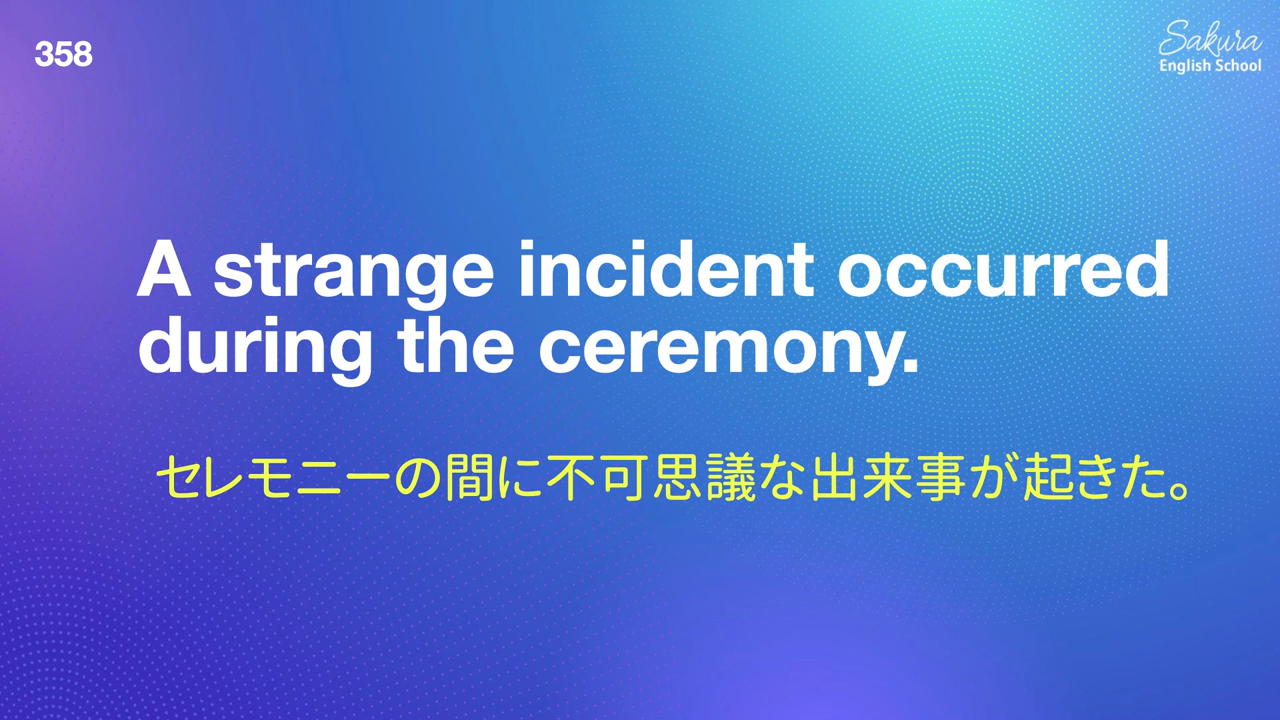 358
Sakura
English School
A strange incident occurred
during the ceremony.
セレモニーの間に不可思議な出来事が起きた。